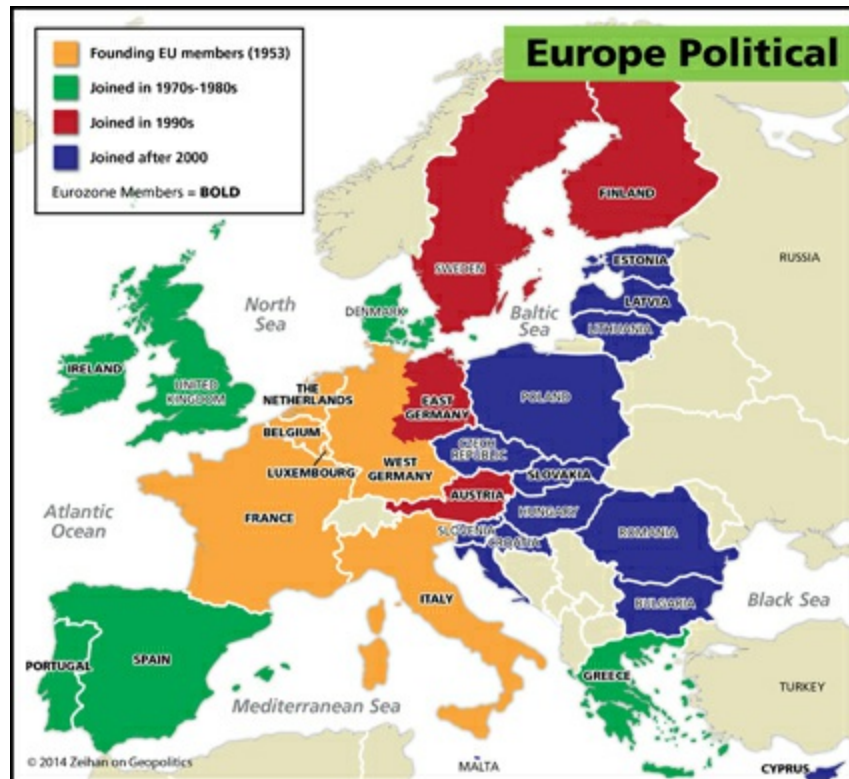 Europe Political
Founding EU members (1953)
Joined in 1970s-1980s
Joined in 1990s
Joined after 2000
Eurozone Members = BOLD
FINLAND
SWEDEN
ESTONIA
RUSSIA
LATVIA
LITHUANIA
North
Sea
DENMARK
Baltic
Sea
IRELAND
UNITED
KINGDOM
THE
NETHERLANDS
EAST
GERMANY
POLAND
BELGIUM
CZECH
REPUBLIC
LUXEMBOURG
WEST
GERMANY
SLOVAKIA
AUSTRIA
Atlantic
Ocean
FRANCE
HUNGARY
SLOVENIA
CROATIA
ROMANIA
ITALY
BULGARIA
Black Sea
PORTUGAL
SPAIN
GREECE
TURKEY
Mediterranean Sea
© 2014 Zeihan on Geopolitics
MALTA
CYPRUS